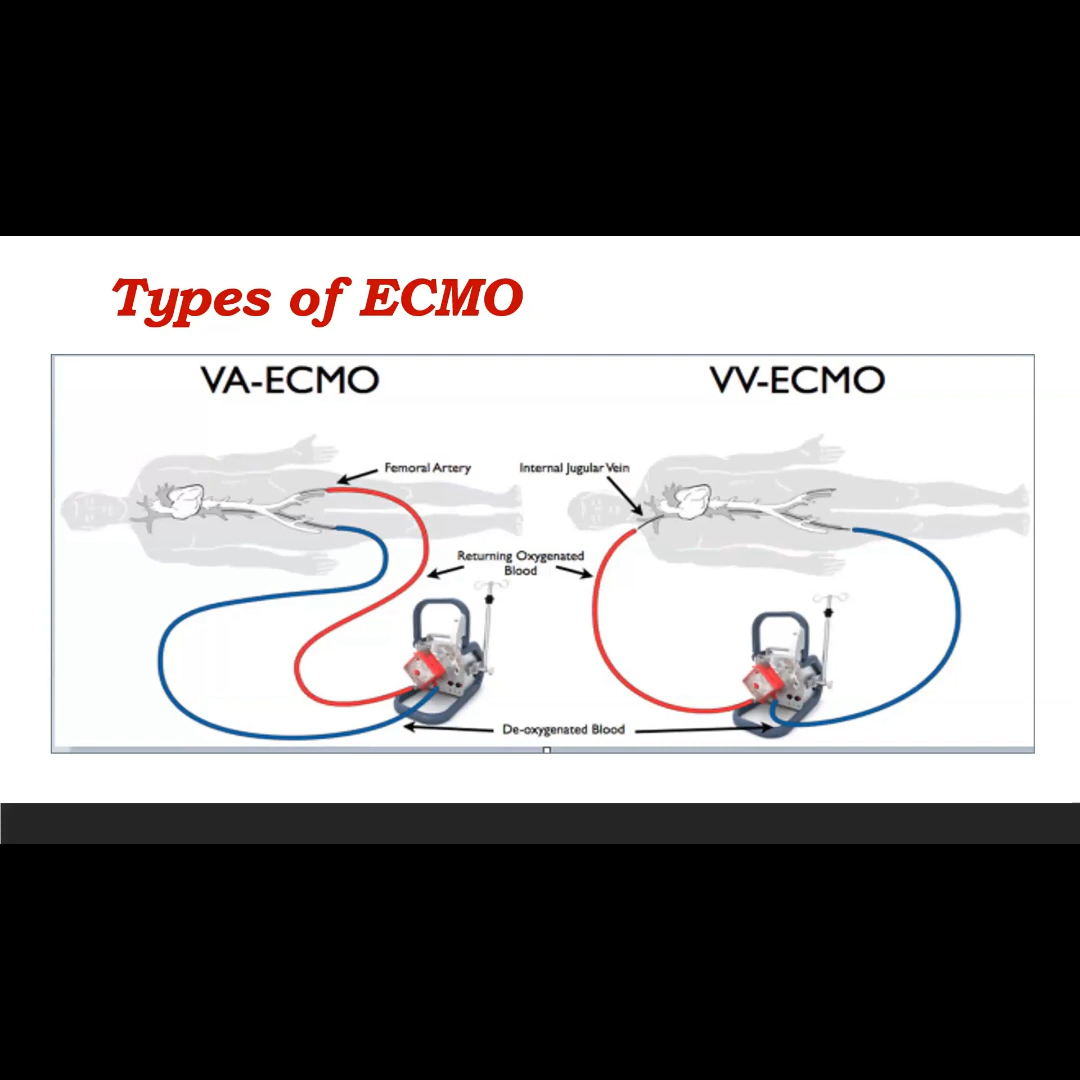 Types of ECMO
VA-ECMO
VV-ECMO
Femoral Artery
Internal Jugular Vein
Returning Oxygenated
Blood
De-oxygenated Blood